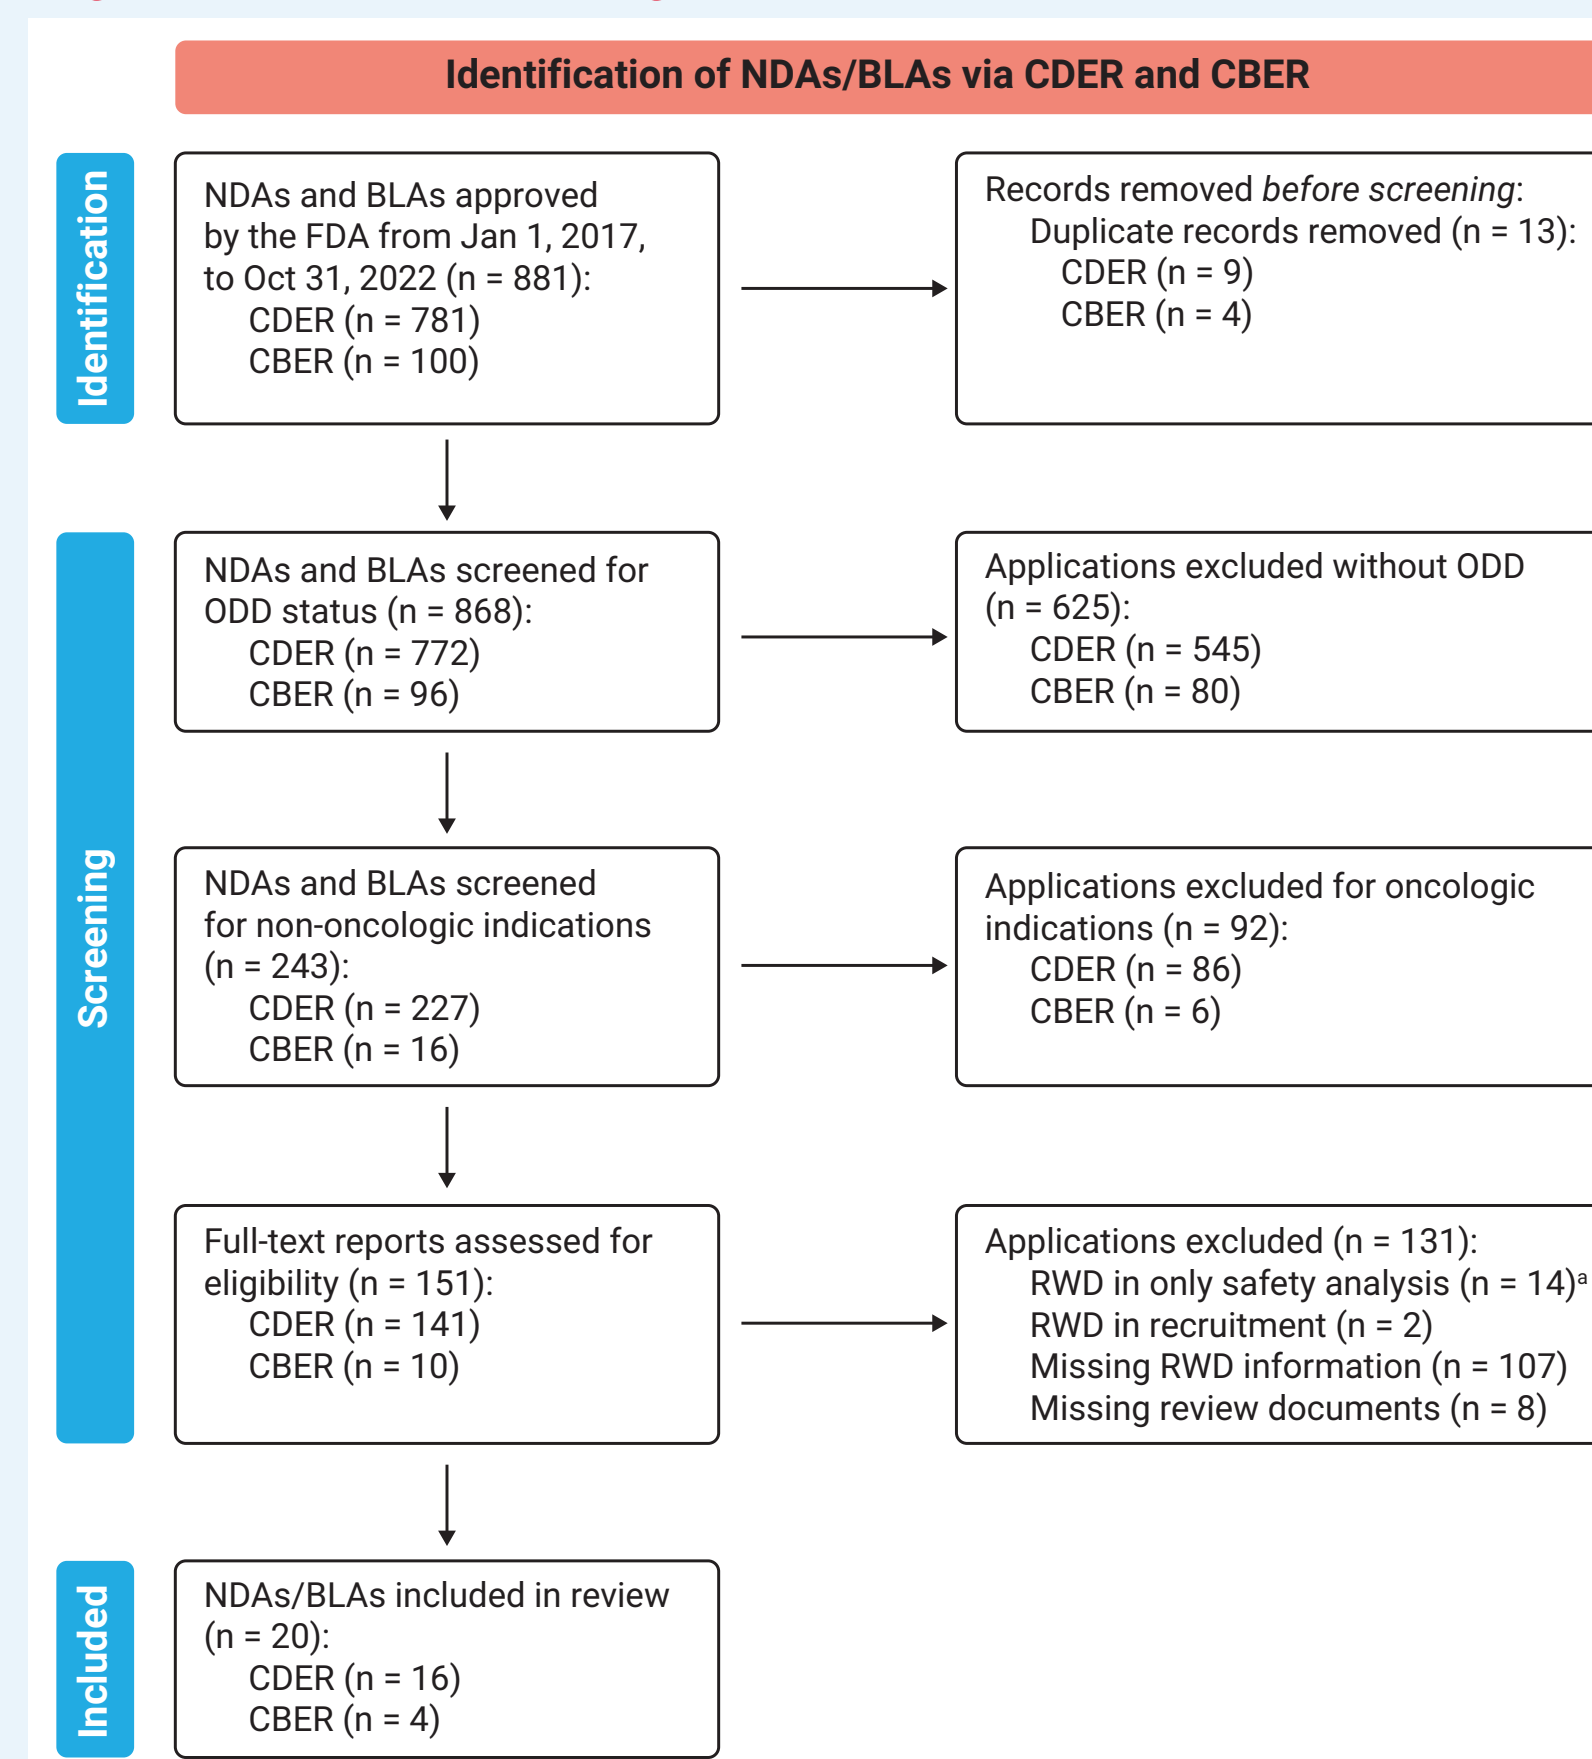 Identification of NDAs/BLAs via CDER and CBER
Identification
NDAs and BLAs approved
by the FDA from Jan 1, 2017,
to Oct 31, 2022 (n = 881):
CDER (n = 781)
CBER (n = 100)
Records removed before screening:
Duplicate records removed (n = 13):
CDER (n = 9)
CBER (n = 4)
Screening
NDAs and BLAs screened for
ODD status (n = 868):
CDER (n = 772)
CBER (n = 96)
Applications excluded without ODD
(n = 625):
CDER (n = 545)
CBER (n = 80)
NDAs and BLAs screened
for non-oncologic indications
(n = 243):
CDER (n = 227)
CBER (n = 16)
Applications excluded for oncologic
indications (n = 92):
CDER (n = 86)
CBER (n = 6)
Full-text reports assessed for
eligibility (n = 151):
CDER (n = 141)
CBER (n = 10)
Applications excluded (n = 131):
RWD in only safety analysis (n = 14)ᵃ
RWD in recruitment (n = 2)
Missing RWD information (n = 107)
Missing review documents (n = 8)
Included
NDAs/BLAs included in review
(n = 20):
CDER (n = 16)
CBER (n = 4)